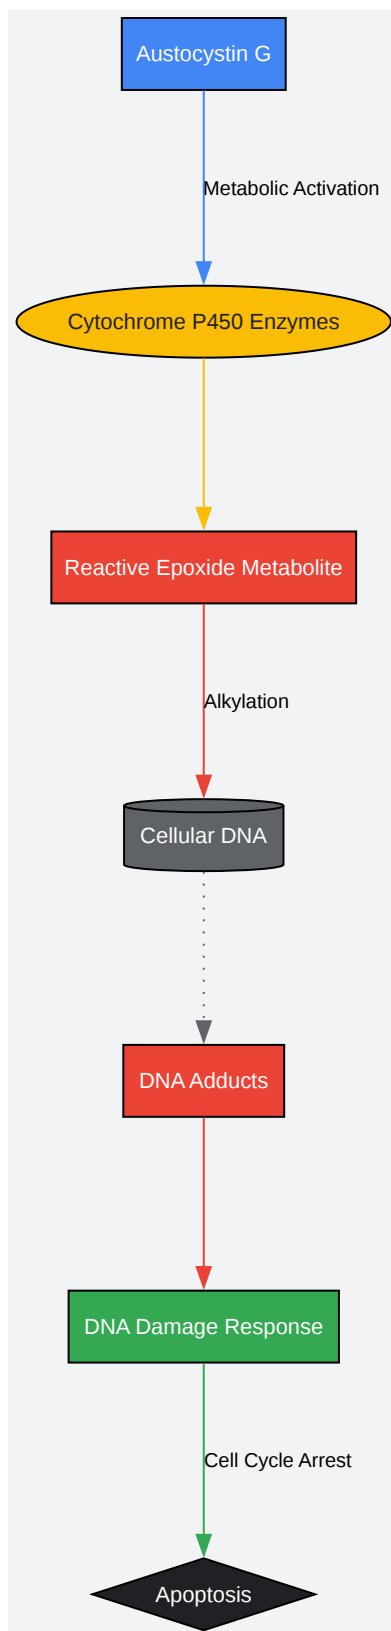 Austocystin G
Metabolic Activation
Cytochrome P450 Enzymes
Reactive Epoxide Metabolite
Alkylation
Cellular DNA
DNA Adducts
DNA Damage Response
Cell Cycle Arrest
Apoptosis